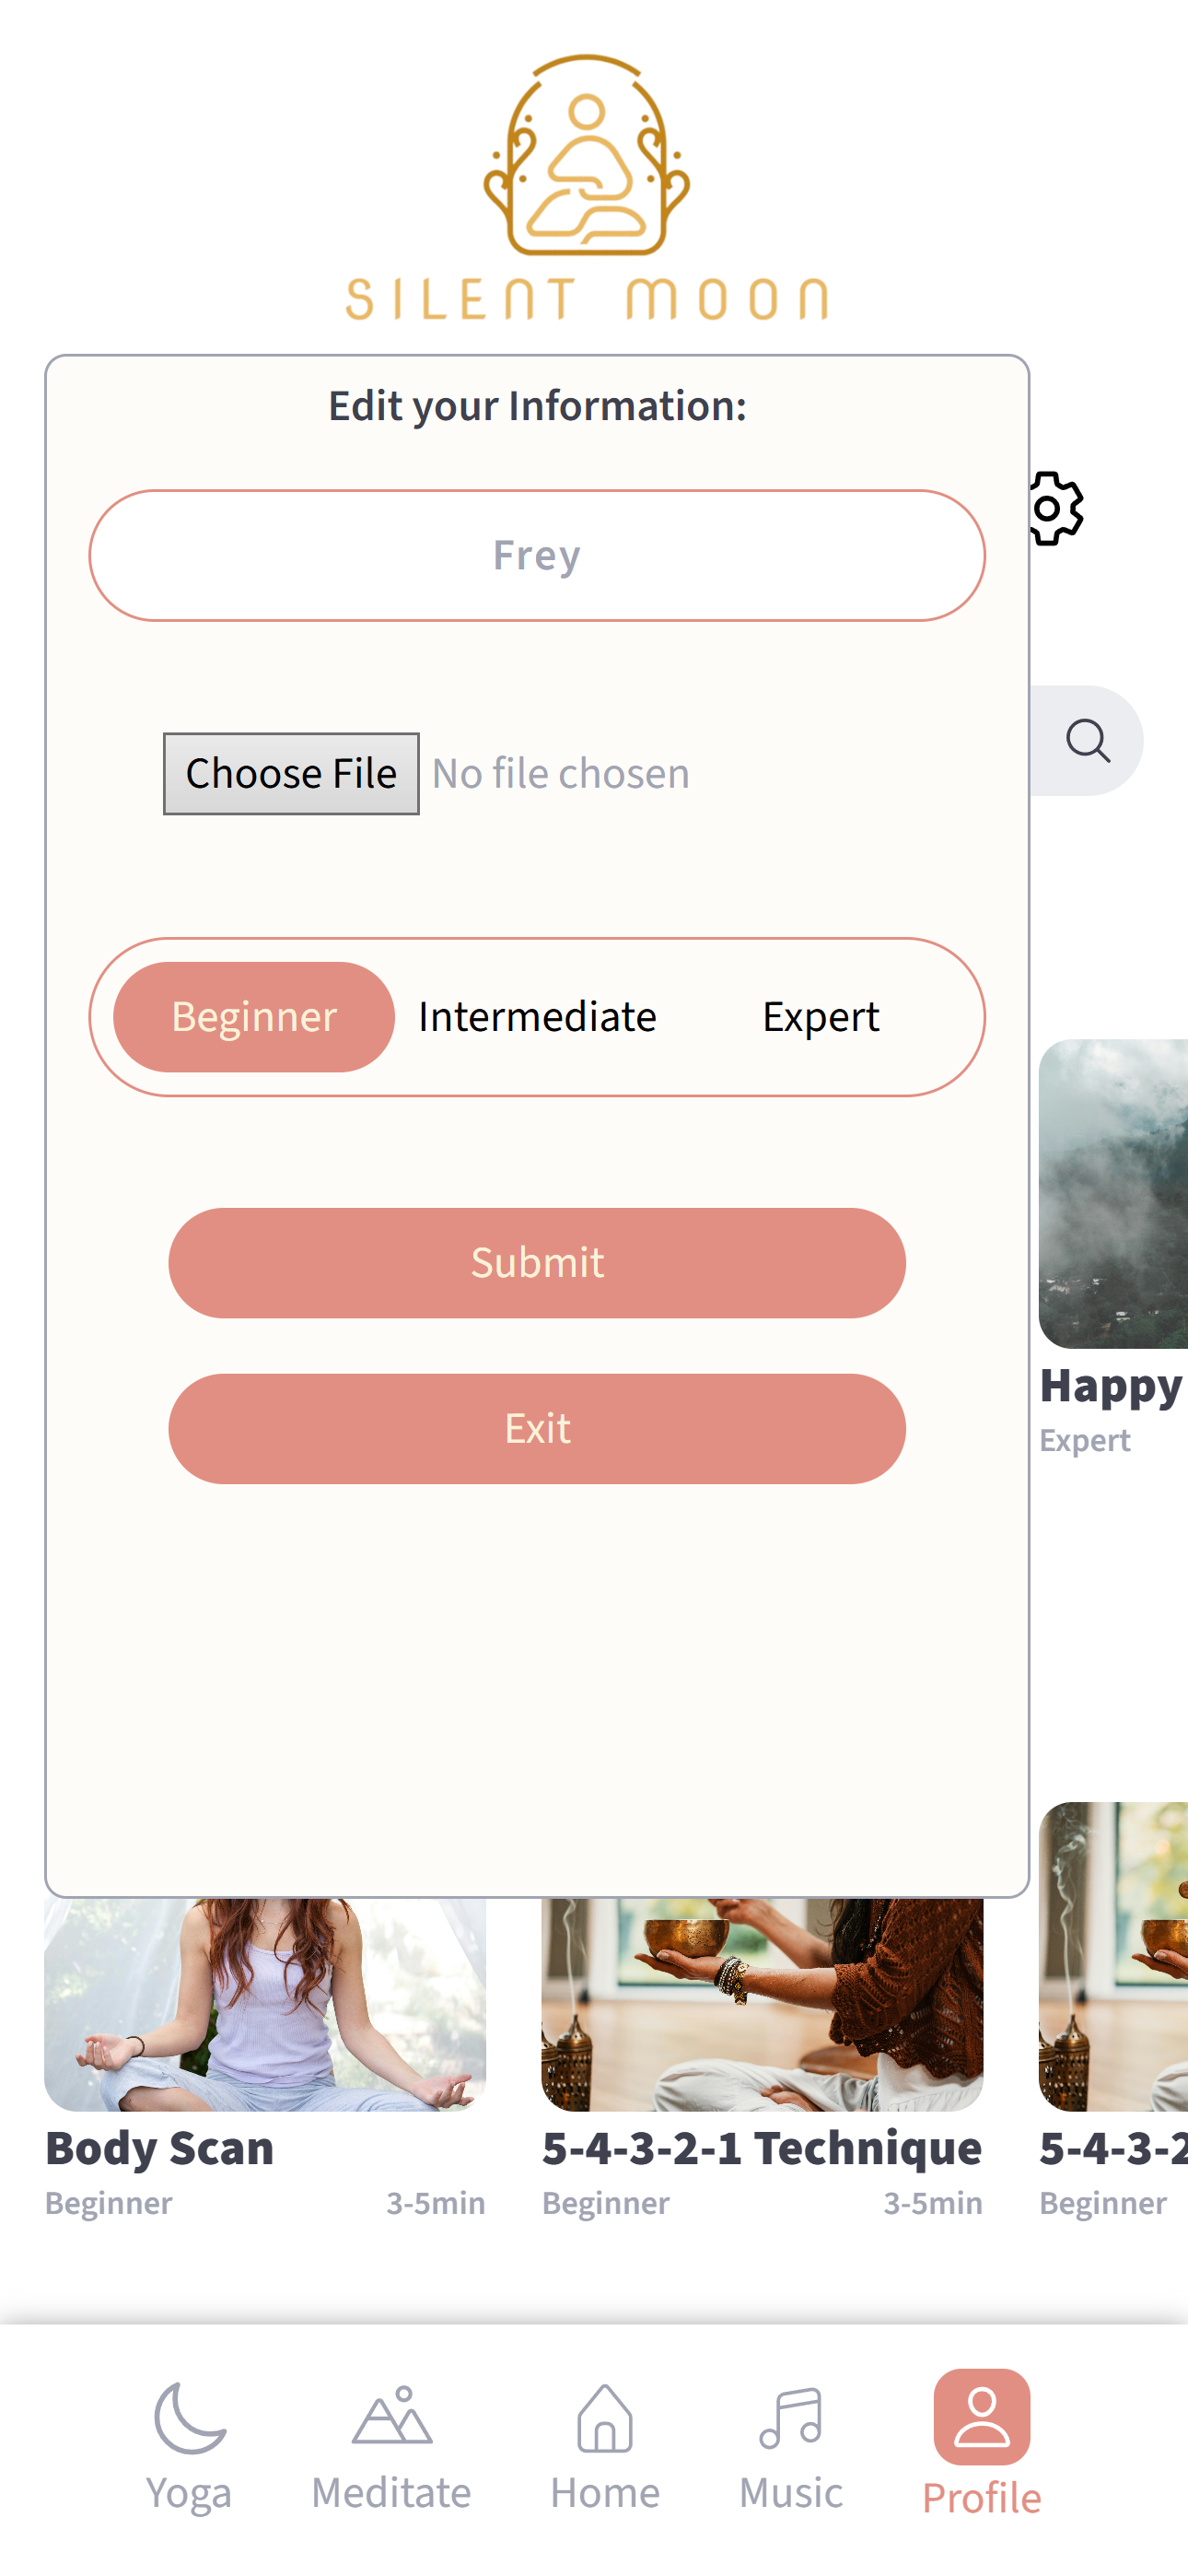 SILENT MOON
Edit your Information:
Frey
Choose File No file chosen
Beginner Intermediate Expert
Submit
Exit
Happy
Expert
Body Scan
Beginner 3-5min
5-4-3-2-1 Technique
Beginner 3-5min
5-4-3-2
Beginner
Yoga Meditate Home Music Profile